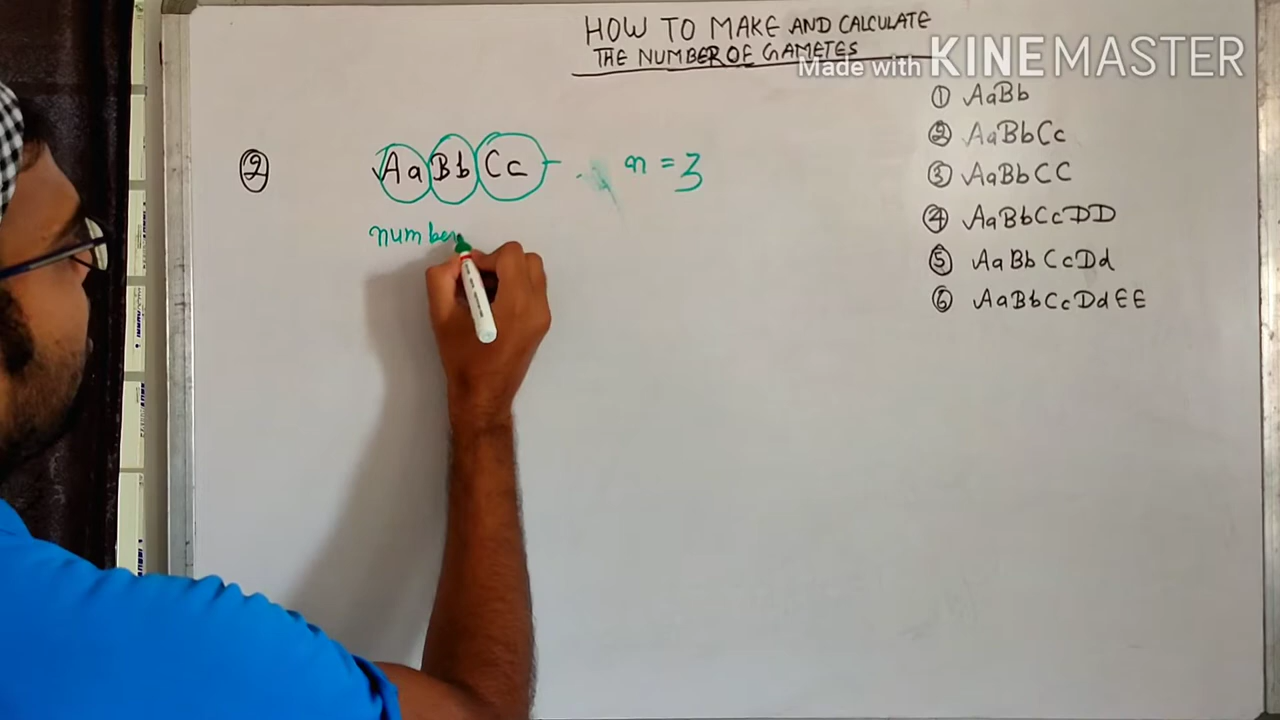 HOW TO MAKE AND CALCULATE
THE NUMBER OF GAMETES
Made with KINEMASTER
① AaBb
② AaBbCc
③ AaBbCC
④ AaBbCcDD
⑤ AaBbCcDd
⑥ AaBbCcDdEE
② AaBbCc n = 3
number